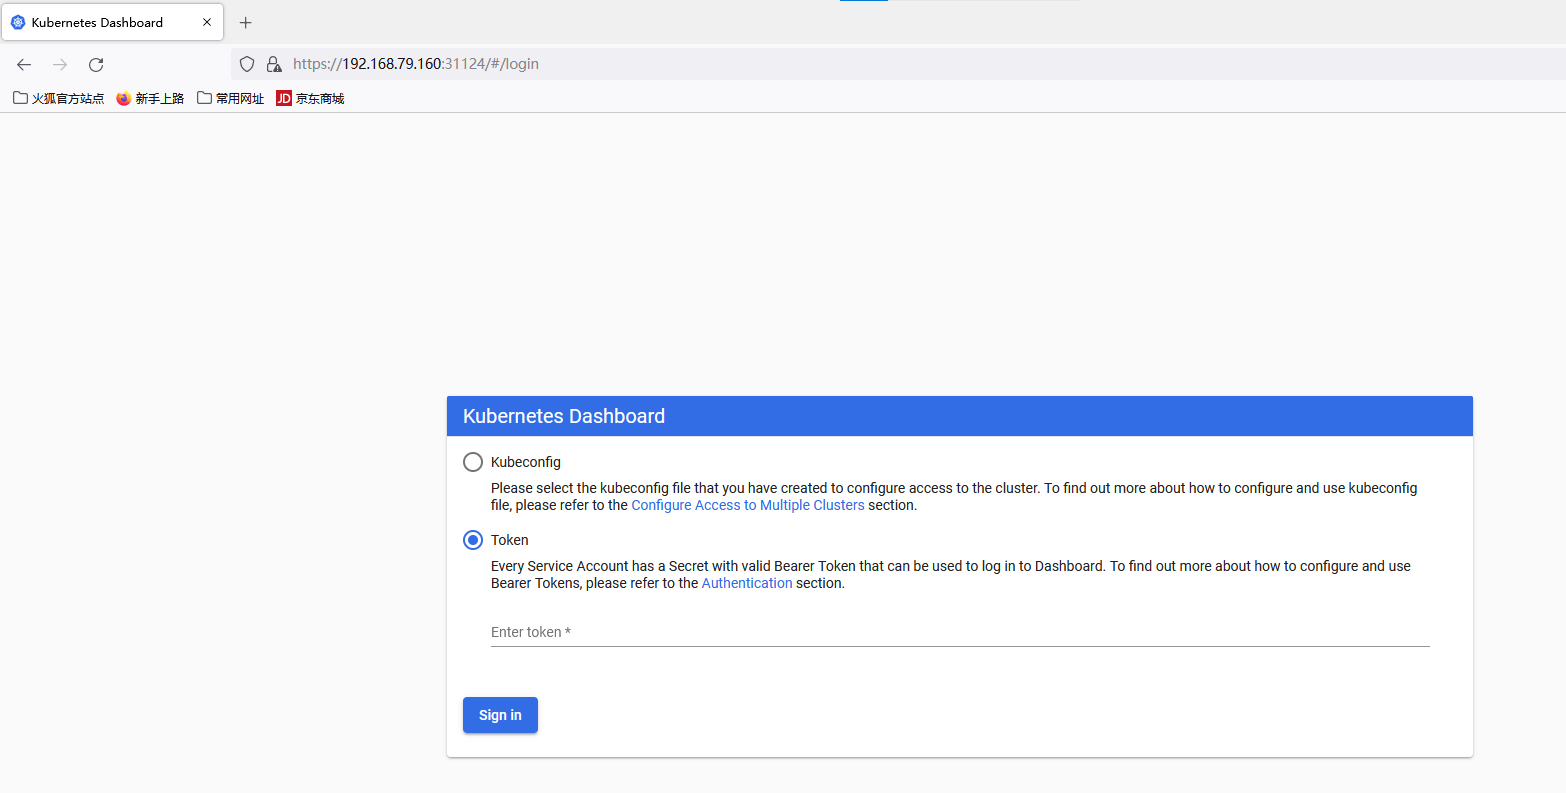 Kubernetes Dashboard
https://192.168.79.160:31124/#/login
火狐官方站点 新手上路 常用网址 JD 京东商城
Kubernetes Dashboard
Kubeconfig
Please select the kubeconfig file that you have created to configure access to the cluster. To find out more about how to configure and use kubeconfig
file, please refer to the Configure Access to Multiple Clusters section.
Token
Every Service Account has a Secret with valid Bearer Token that can be used to log in to Dashboard. To find out more about how to configure and use
Bearer Tokens, please refer to the Authentication section.
Enter token *
Sign in